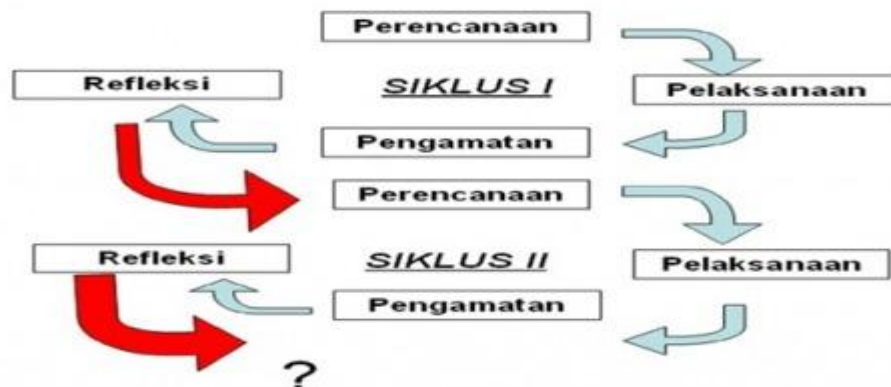 Perencanaan
Refleksi
SIKLUS I
Pelaksanaan
Pengamatan
Perencanaan
Refleksi
SIKLUS II
Pelaksanaan
Pengamatan
?